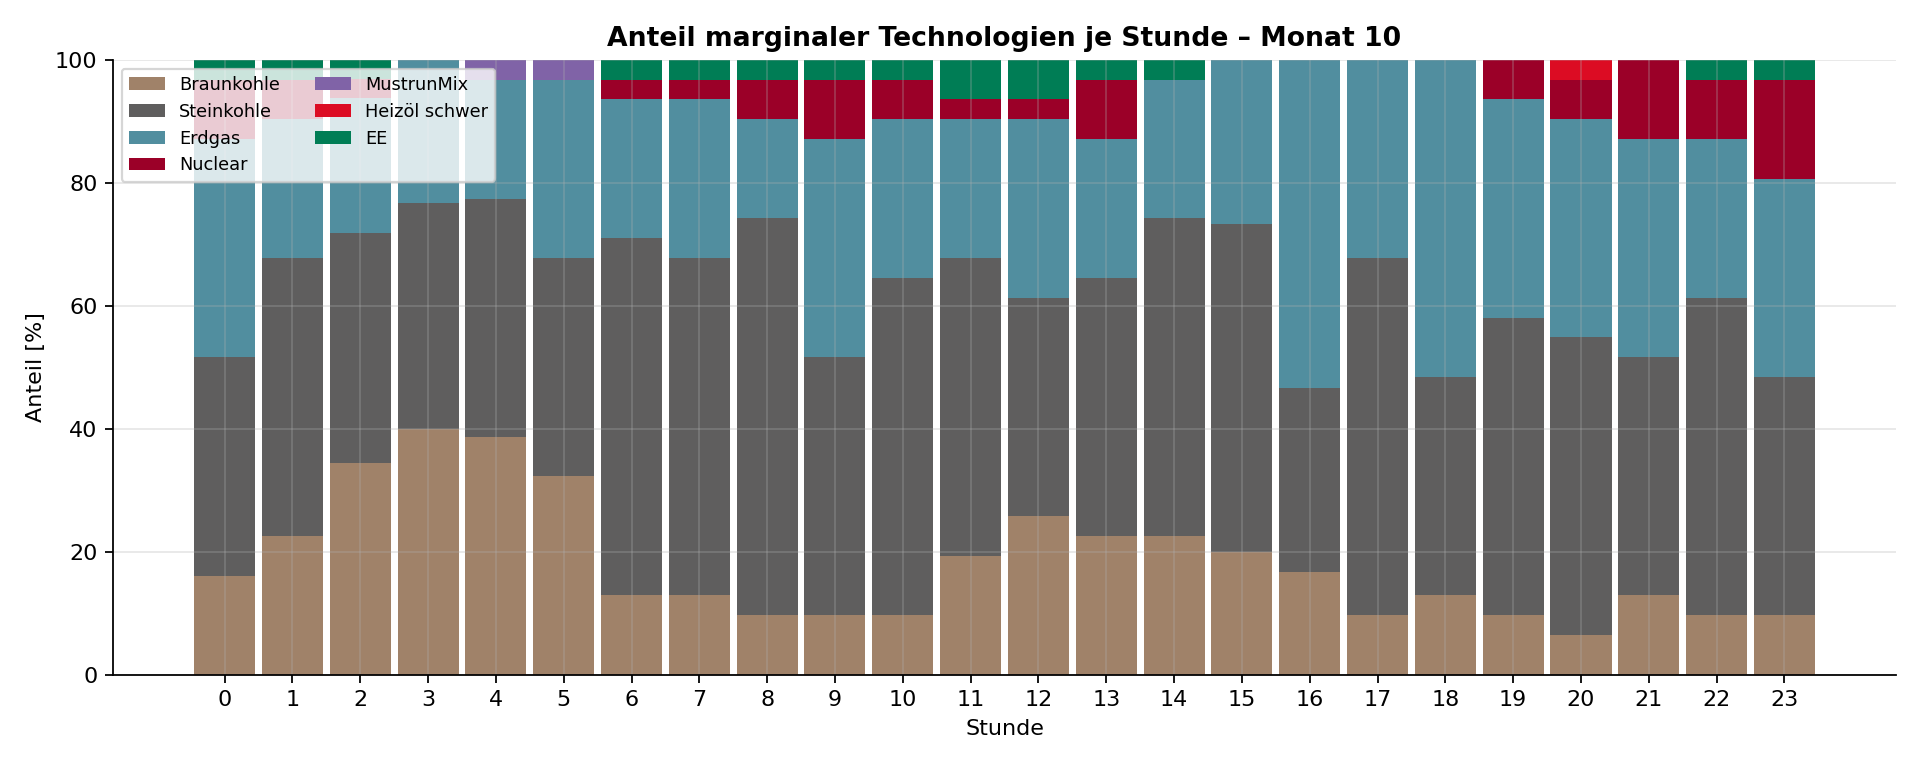 Anteil marginaler Technologien je Stunde – Monat 10
Anteil [%]
100
80
60
40
20
0
Braunkohle
Steinkohle
Erdgas
Nuclear
MustrunMix
Heizöl schwer
EE
0 1 2 3 4 5 6 7 8 9 10 11 12 13 14 15 16 17 18 19 20 21 22 23
Stunde